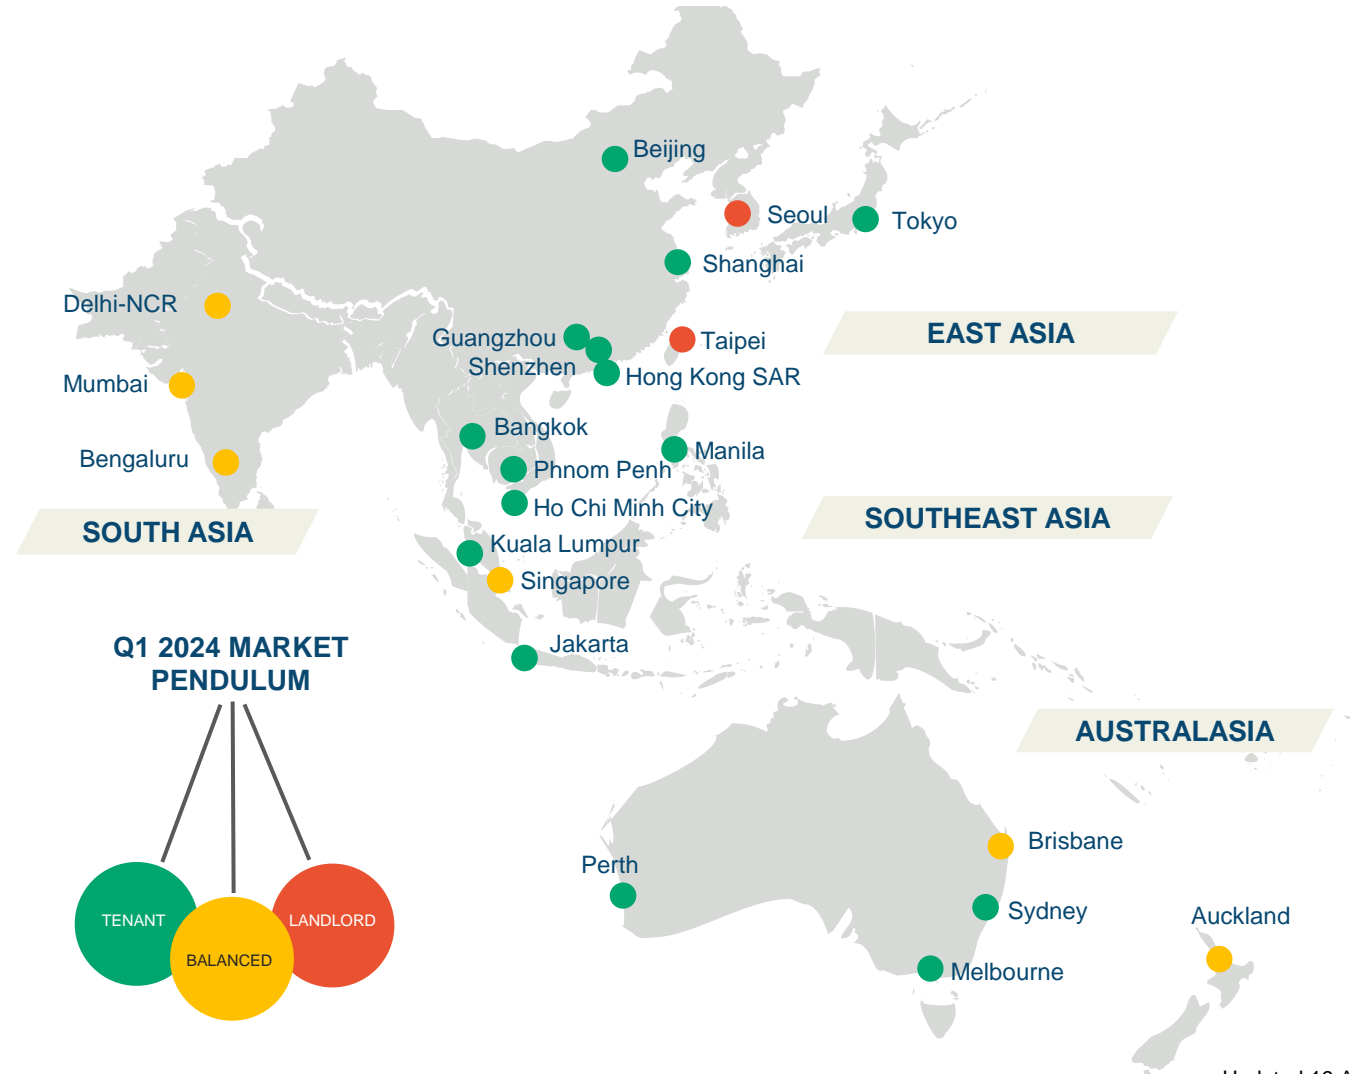 Beijing
Seoul
Tokyo
Shanghai
Delhi-NCR
Guangzhou
Taipei
EAST ASIA
Shenzhen
Hong Kong SAR
Mumbai
Bangkok
Manila
Bengaluru
Phnom Penh
Ho Chi Minh City
SOUTHEAST ASIA
SOUTH ASIA
Kuala Lumpur
Singapore
Q1 2024 MARKET
PENDULUM
Jakarta
AUSTRALASIA
Brisbane
Perth
Sydney
Auckland
TENANT
LANDLORD
BALANCED
Melbourne